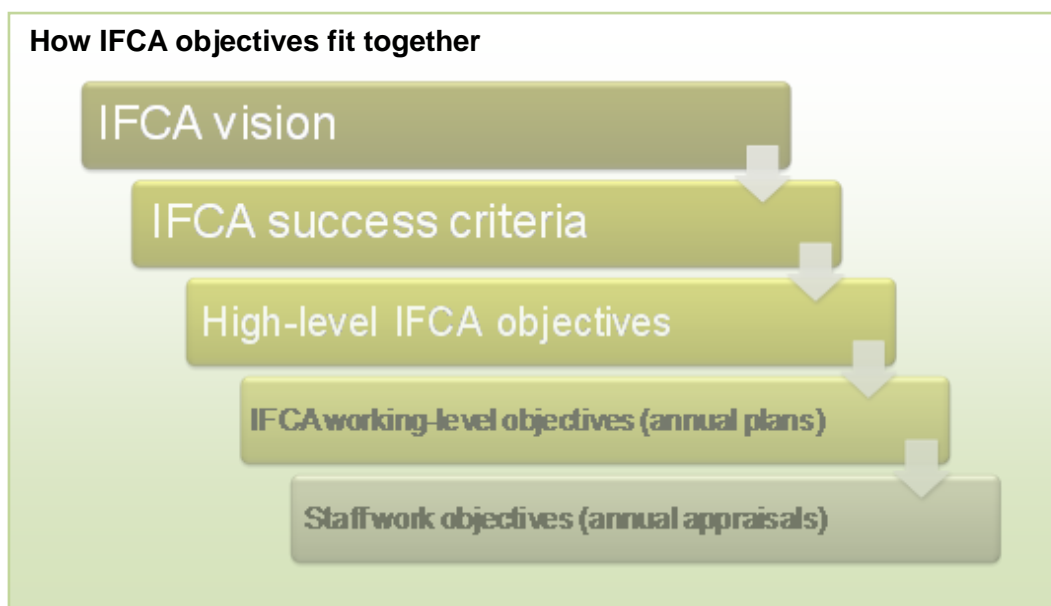 How IFCA objectives fit together
IFCA vision
IFCA success criteria
High-level IFCA objectives
IFCA working-level objectives (annual plans)
Staff work objectives (annual appraisals)